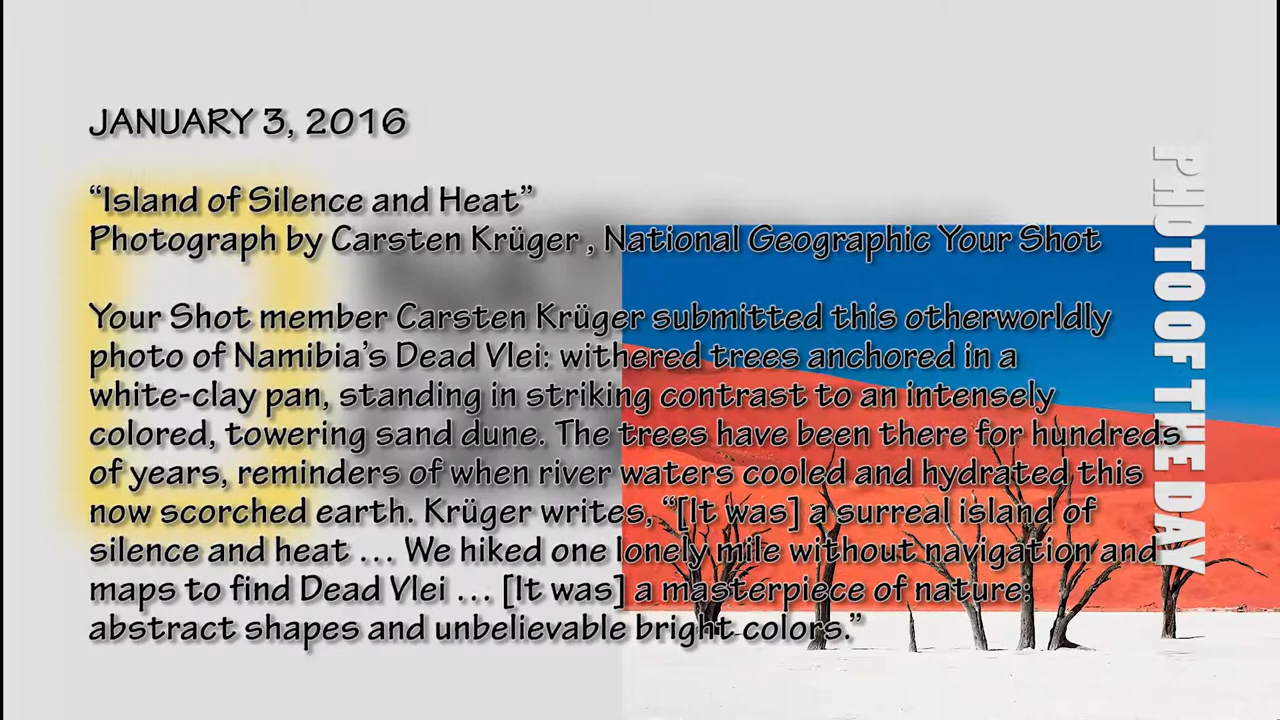 JANUARY 3, 2016
“Island of Silence and Heat”
Photograph by Carsten Krüger , National Geographic Your Shot
Your Shot member Carsten Krüger submitted this otherworldly
photo of Namibia’s Dead Vlei: withered trees anchored in a
white-clay pan, standing in striking contrast to an intensely
colored, towering sand dune. The trees have been there for hundreds
of years, reminders of when river waters cooled and hydrated this
now scorched earth. Krüger writes, “[It was] a surreal island of
silence and heat … We hiked one lonely mile without navigation and
maps to find Dead Vlei … [It was] a masterpiece of nature:
abstract shapes and unbelievable bright colors.”
PHOTO OF THE DAY